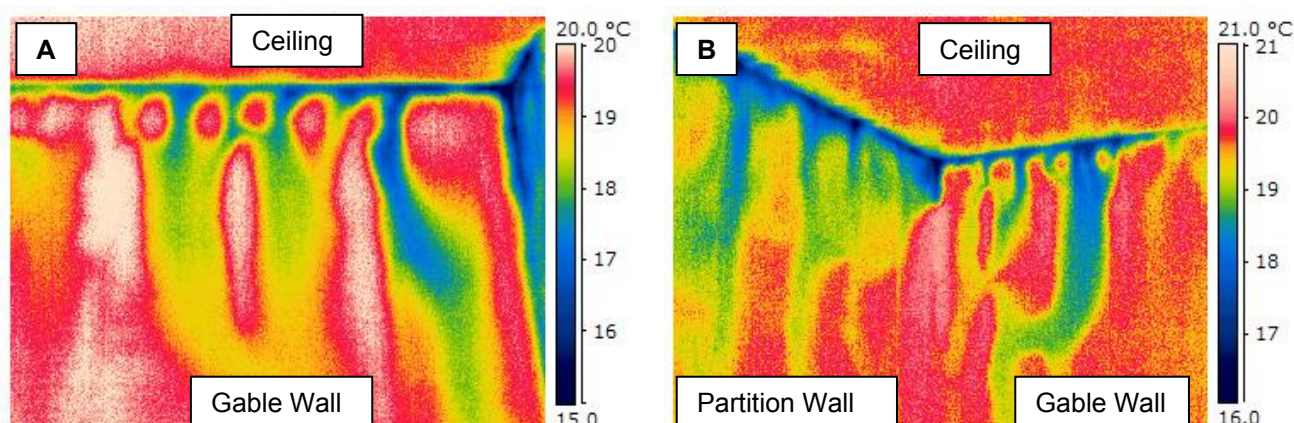 A
Ceiling
Gable Wall
20.0 °C
20
19
18
17
16
15.0
B
Ceiling
Partition Wall
Gable Wall
21.0 °C
21
20
19
18
17
16.0